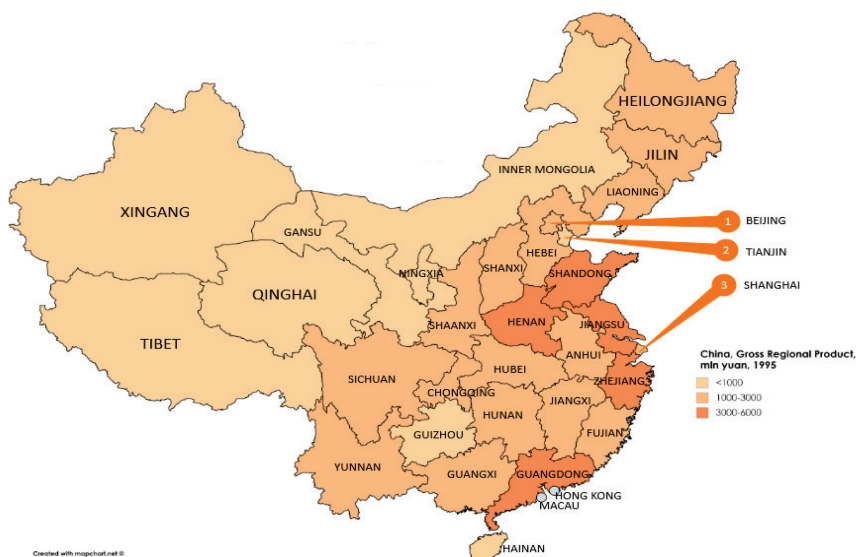 HEILONGJIANG
JILIN
INNER MONGOLIA
LIAONING
XINGANG
1 BEIJING
GANSU
2 TIANJIN
HEBEI
NINGXIA
SHANXI
SHANDONG
3 SHANGHAI
QINGHAI
SHAANXI
HENAN
JIANGSU
TIBET
ANHUI
China, Gross Regional Product,
mln yuan, 1995
<1000
1000-3000
3000-6000
HUBEI
SICHUAN
ZHEJIANG
CHONGQING
HUNAN
JIANGXI
GUIZHOU
FUJIAN
YUNNAN
GUANGXI
GUANGDONG
HONG KONG
MACAU
HAINAN
Created with mapchart.net ©